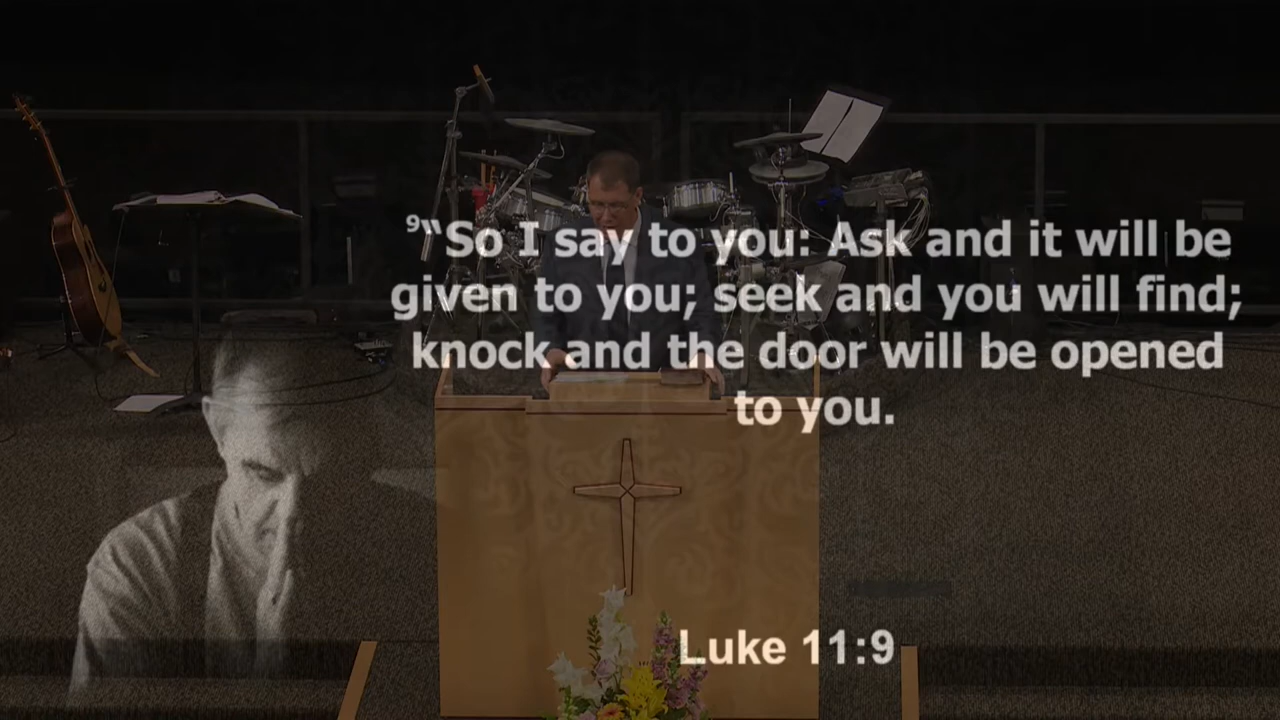 ⁹“So I say to you: Ask and it will be
given to you; seek and you will find;
knock and the door will be opened
to you.
Luke 11:9